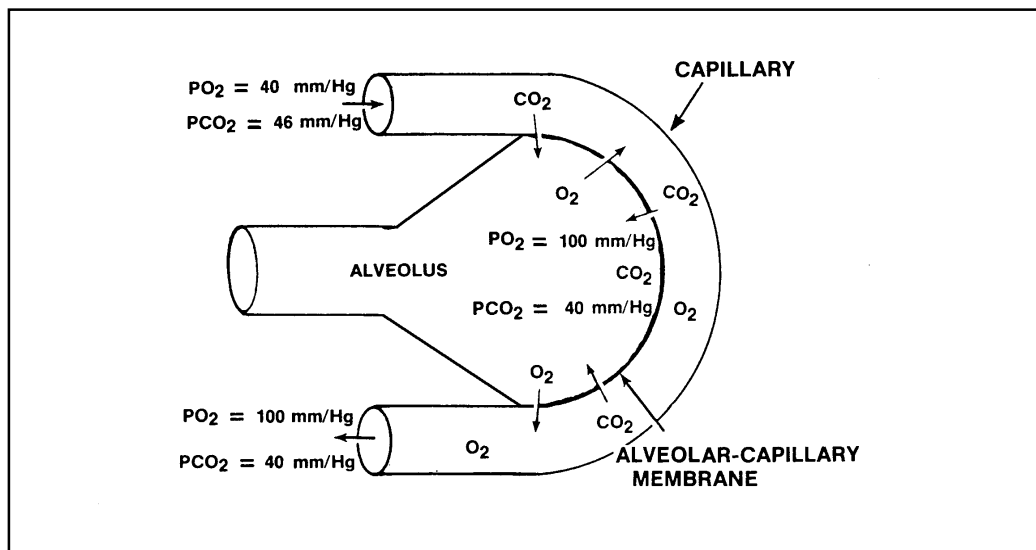 PO2 = 40 mm/Hg
PCO2 = 46 mm/Hg
CAPILLARY
CO2
O2
CO2
PO2 = 100 mm/Hg
ALVEOLUS
CO2
PCO2 = 40 mm/Hg
O2
O2
PO2 = 100 mm/Hg
PCO2 = 40 mm/Hg
O2
CO2
ALVEOLAR-CAPILLARY
MEMBRANE